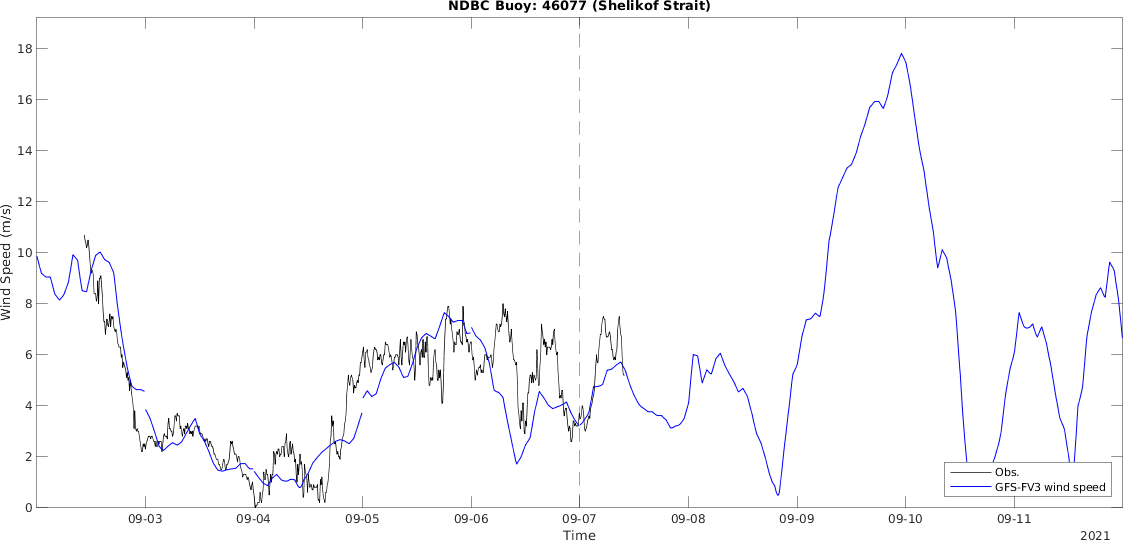 NDBC Buoy: 46077 (Shelikof Strait)
18
16
14
12
10
8
6
4
2
0
Wind Speed (m/s)
Obs.
GFS-FV3 wind speed
09-03 09-04 09-05 09-06 09-07 09-08 09-09 09-10 09-11
Time
2021